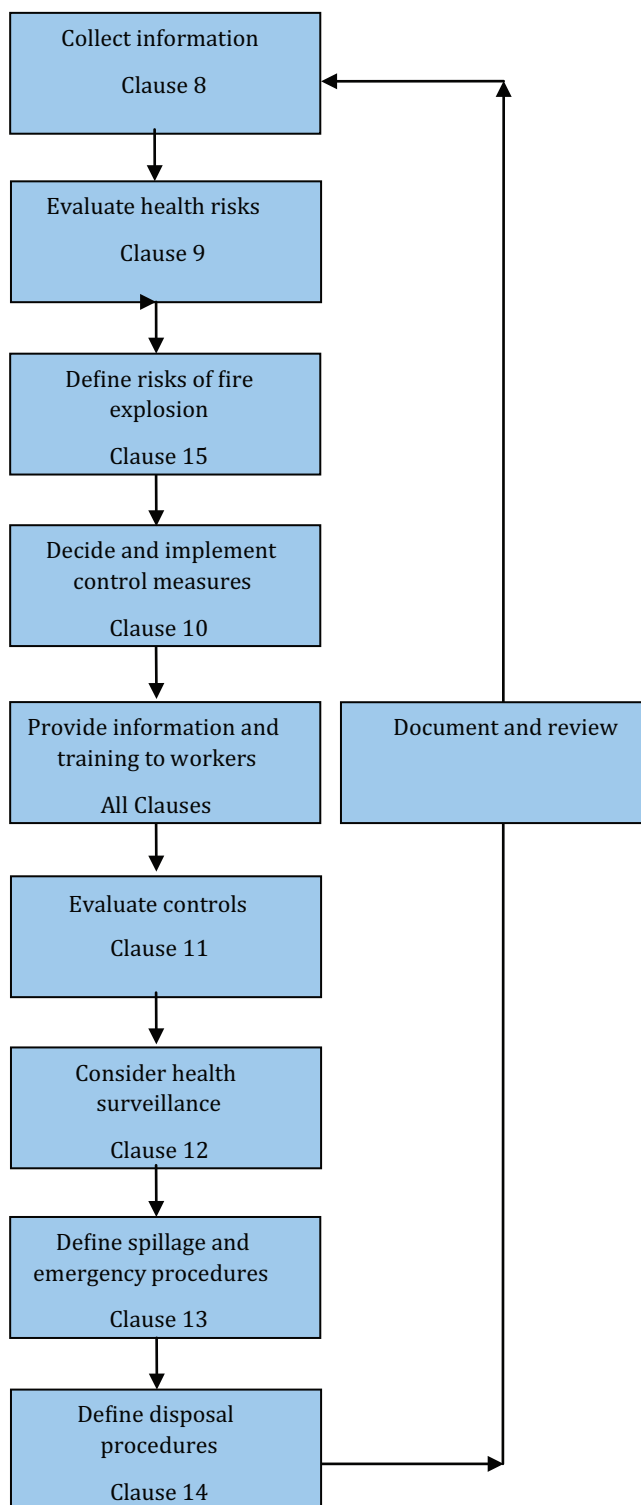 Collect information
Clause 8
Evaluate health risks
Clause 9
Define risks of fire
explosion
Clause 15
Decide and implement
control measures
Clause 10
Provide information and
training to workers
All Clauses
Document and review
Evaluate controls
Clause 11
Consider health
surveillance
Clause 12
Define spillage and
emergency procedures
Clause 13
Define disposal
procedures
Clause 14